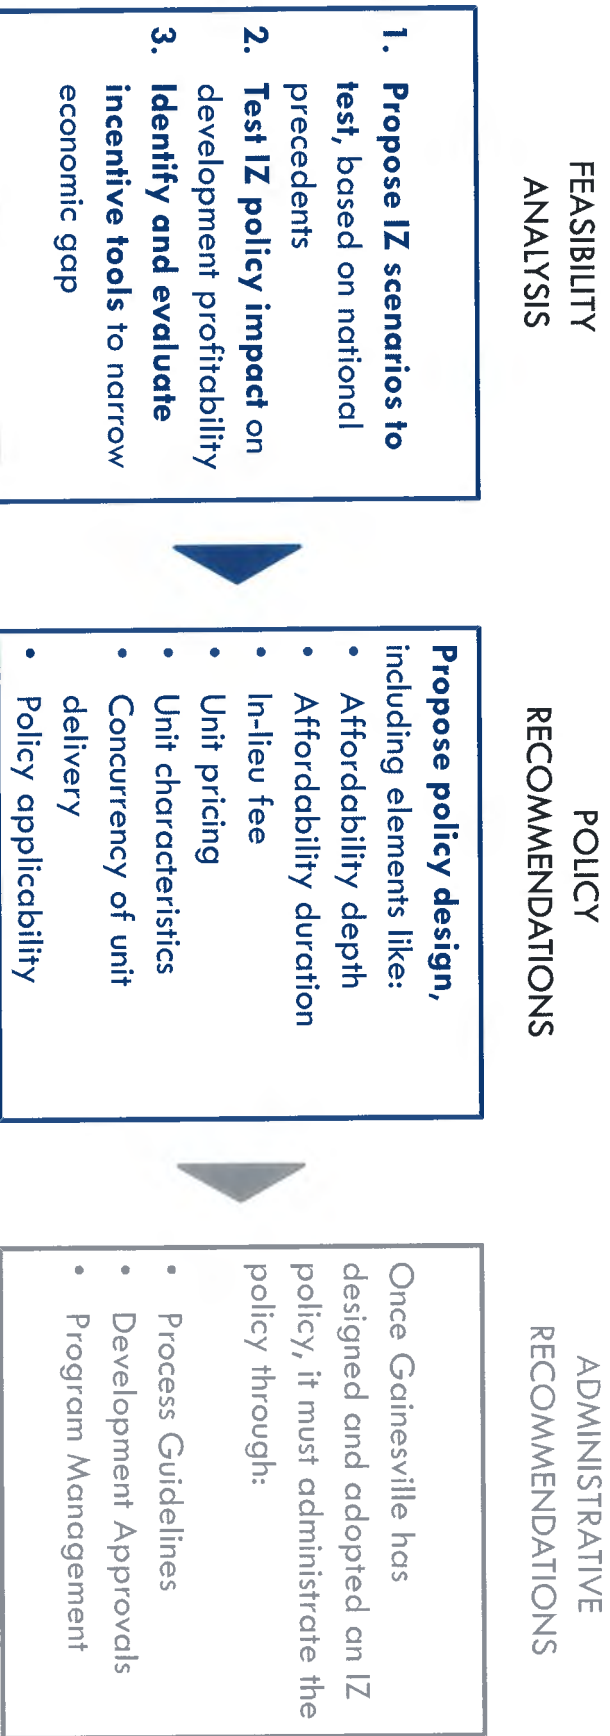 FEASIBILITY
ANALYSIS
1. Propose IZ scenarios to
test, based on national
precedents
2. Test IZ policy impact on
development profitability
3. Identify and evaluate
incentive tools to narrow
economic gap
POLICY
RECOMMENDATIONS
Propose policy design,
including elements like:
• Affordability depth
• Affordability duration
• In-lieu fee
• Unit pricing
• Unit characteristics
• Concurrency of unit
delivery
• Policy applicability
ADMINISTRATIVE
RECOMMENDATIONS
Once Gainesville has
designed and adopted an IZ
policy, it must administrate the
policy through:
• Process Guidelines
• Development Approvals
• Program Management